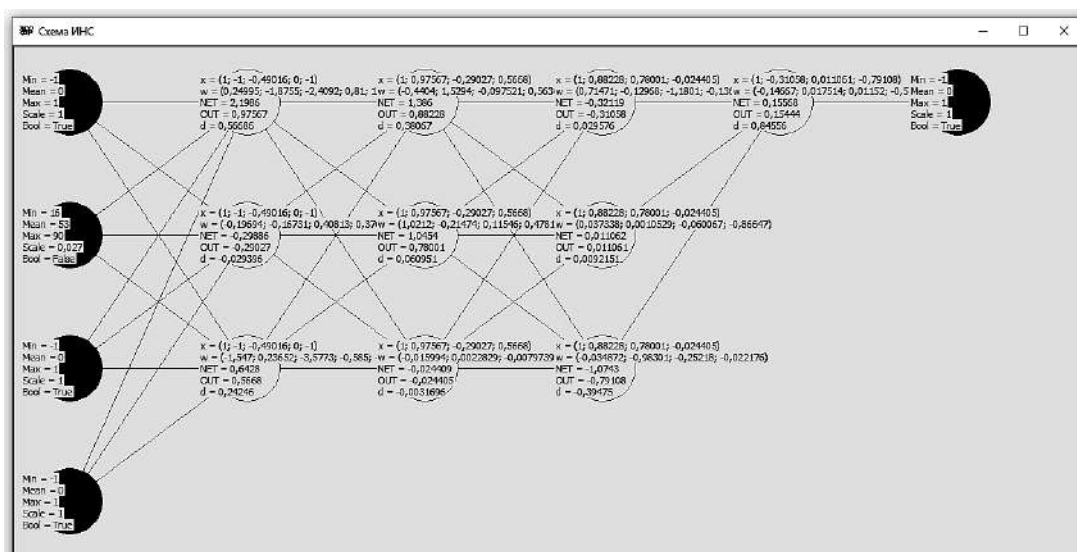 Схема ИНС
Min = -1
Mean = 0
Max = 1
Scale = 1
Bool = True
x = (1; -1; -0,49016; 0; -1)
w = (0,24995; -1,8755; -2,4092; 0,81;
NET = 2,1986
OUT = 0,97567
d = 0,56686
x = (1; 0,97567; -0,29027; 0,5668)
w = (-0,4404; 1,5294; -0,097521; 0,563
NET = 1,386
OUT = 0,88228
d = 0,38067
x = (1; 0,88228; 0,78001; -0,024405)
w = (0,71471; -0,12968; -1,1801;
NET = -0,32119
OUT = -0,31058
d = 0,029576
x = (1; -0,31058; 0,011061; -0,79108)
w = (-0,14667; 0,017514; 0,01152; -0,5
NET = 0,15568
OUT = 0,15444
d = 0,84556
Min = -1
Mean = 0
Max = 1
Scale = 1
Bool = True
Min = 16
Mean = 53
Max = 90
Scale = 0,027
Bool = False
x = (1; -1; -0,49016; 0; -1)
w = (-0,19694; -0,16731; 0,40813;
NET = -0,29886
OUT = -0,29027
d = -0,029396
x = (1; 0,97567; -0,29027; 0,5668)
w = (1,0212; -0,21474; 0,11546; 0,4781
NET = 1,0454
OUT = 0,78001
d = 0,060951
x = (1; 0,88228; 0,78001; -0,024405)
w = (0,037338; 0,0010529; -0,060067; -0,86647)
NET = 0,011062
OUT = 0,011061
d = 0,0092151
Min = -1
Mean = 0
Max = 1
Scale = 1
Bool = True
x = (1; -1; -0,49016; 0; -1)
w = (-1,547; 0,23652; -3,5773; -0,585;
NET = 0,6428
OUT = 0,5668
d = 0,24246
x = (1; 0,97567; -0,29027; 0,5668)
w = (-0,015994; 0,0022829; -0,0079739
NET = -0,024409
OUT = -0,024405
d = -0,0031696
x = (1; 0,88228; 0,78001; -0,024405)
w = (-0,034872; -0,98301; -0,25218; -0,022176)
NET = -1,0743
OUT = -0,79108
d = -0,39475
Min = -1
Mean = 0
Max = 1
Scale = 1
Bool = True